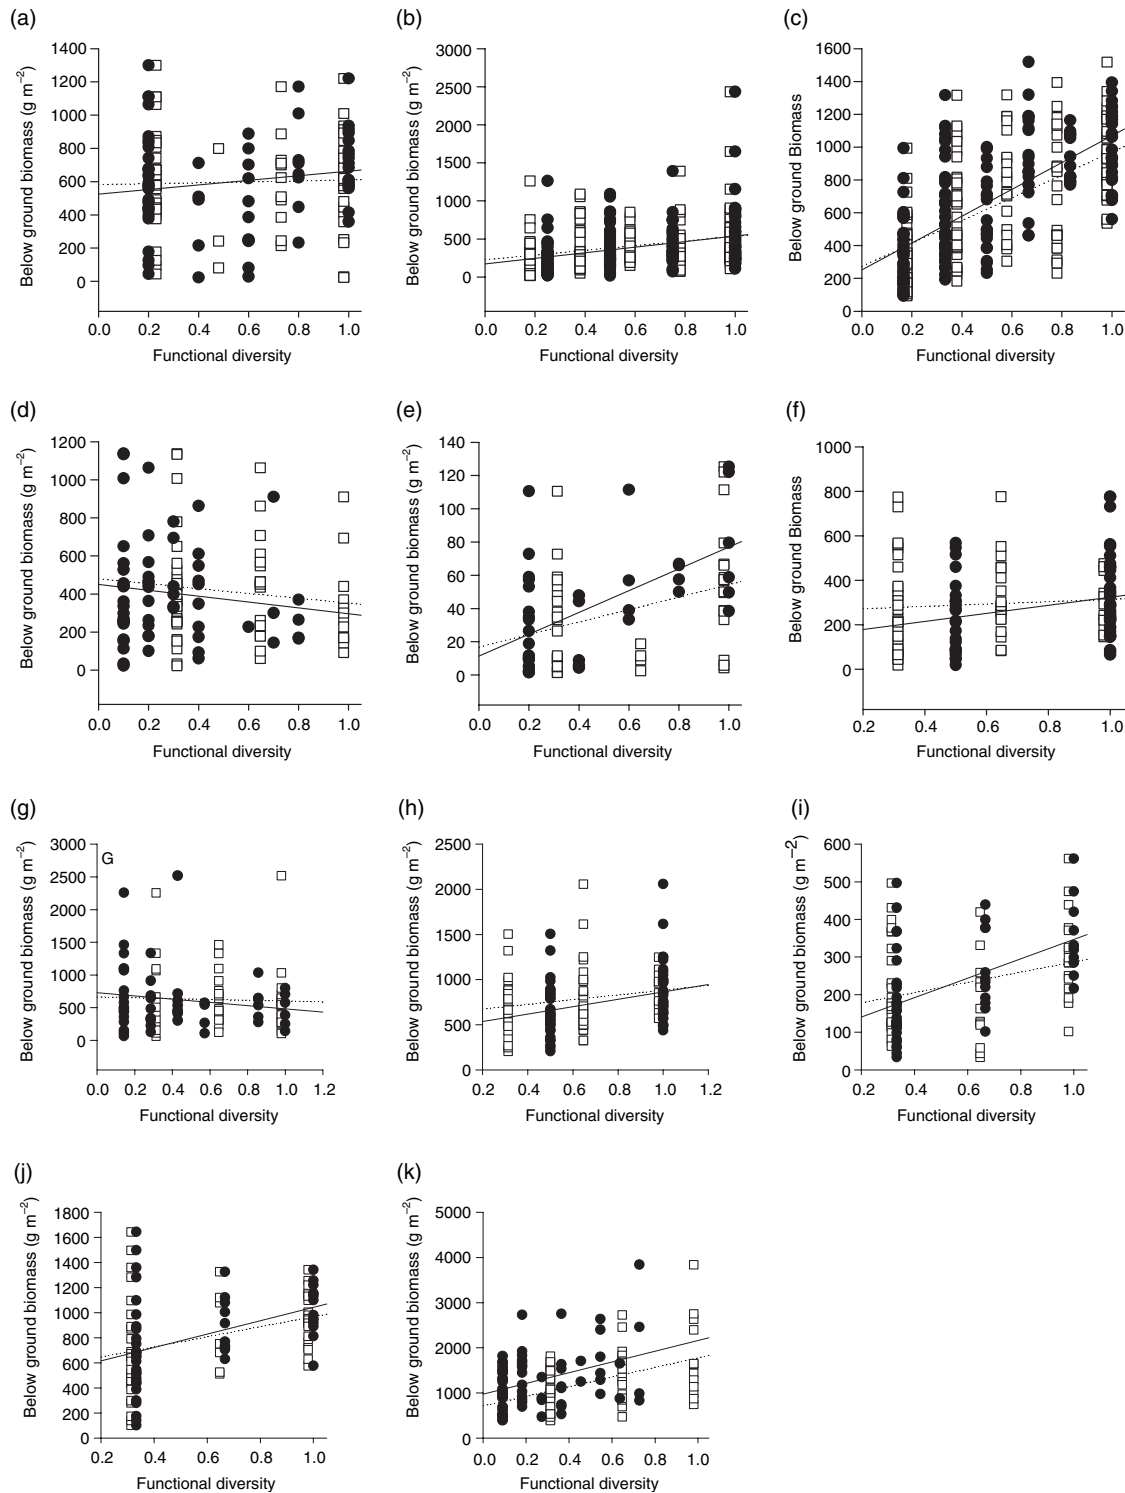 (a)
1400
1200
1000
800
600
400
200
0
Below ground biomass (g m⁻²)
0.0 0.2 0.4 0.6 0.8 1.0
Functional diversity
(b)
3000
2500
2000
1500
1000
500
0
Below ground biomass (g m⁻²)
0.0 0.2 0.4 0.6 0.8 1.0
Functional diversity
(c)
1600
1400
1200
1000
800
600
400
200
0
Below ground Biomass
0.0 0.2 0.4 0.6 0.8 1.0
Functional diversity
(d)
1200
1000
800
600
400
200
0
Below ground biomass (g m⁻²)
0.0 0.2 0.4 0.6 0.8 1.0
Functional diversity
(e)
140
120
100
80
60
40
20
0
Below ground biomass (g m⁻²)
0.0 0.2 0.4 0.6 0.8 1.0
Functional diversity
(f)
1000
800
600
400
200
0
Below ground Biomass
0.2 0.4 0.6 0.8 1.0
Functional diversity
(g)
3000
2500
2000
1500
1000
500
0
G
Below ground biomass (g m⁻²)
0.0 0.2 0.4 0.6 0.8 1.0 1.2
Functional diversity
(h)
2500
2000
1500
1000
500
0
Below ground biomass (g m⁻²)
0.2 0.4 0.6 0.8 1.0 1.2
Functional diversity
(i)
600
500
400
300
200
100
0
Below ground biomass (g m⁻²)
0.2 0.4 0.6 0.8 1.0
Functional diversity
(j)
1800
1600
1400
1200
1000
800
600
400
200
0
Below ground biomass (g m⁻²)
0.2 0.4 0.6 0.8 1.0
Functional diversity
(k)
5000
4000
3000
2000
1000
0
Below ground biomass (g m⁻²)
0.0 0.2 0.4 0.6 0.8 1.0
Functional diversity